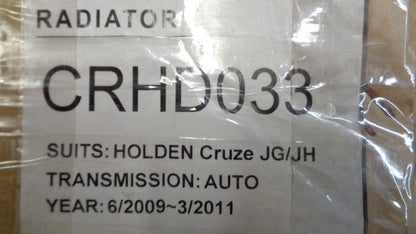 RADIATOR
CRHD033
SUITS: HOLDEN Cruze JG/JH
TRANSMISSION: AUTO
YEAR: 6/2009~3/2011